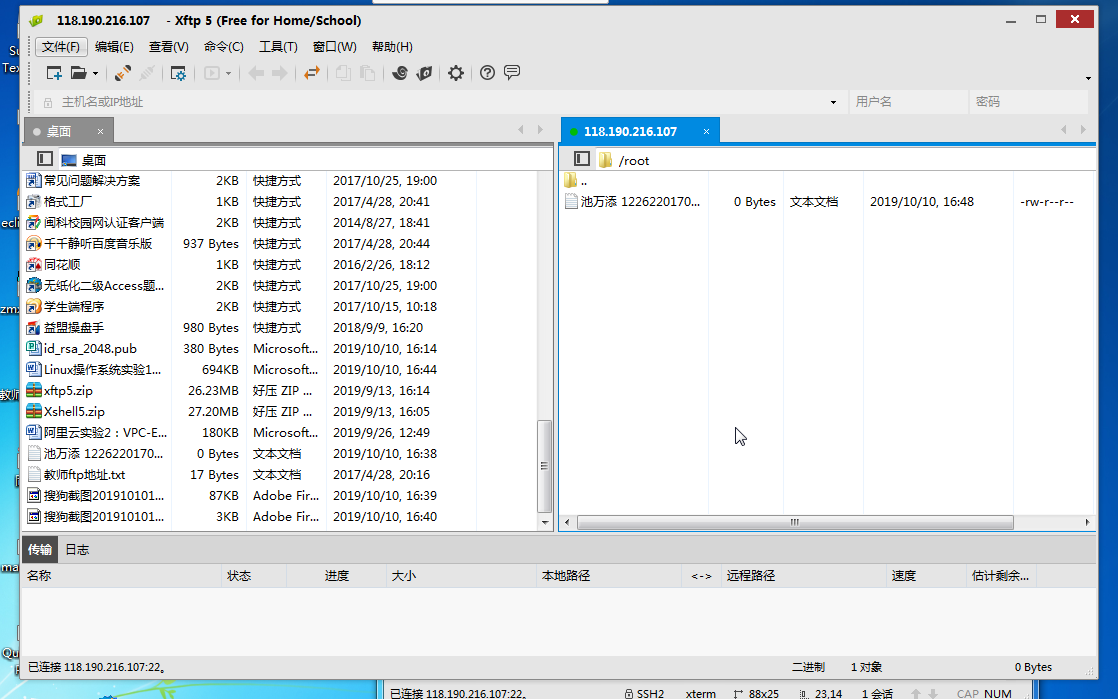 118.190.216.107 - Xftp 5 (Free for Home/School)
文件(F) 编辑(E) 查看(V) 命令(C) 工具(T) 窗口(W) 帮助(H)
主机名或IP地址 用户名 密码
桌面 ×
118.190.216.107 ×
桌面
常见问题解决方案 2KB 快捷方式 2017/10/25, 19:00
格式工厂 1KB 快捷方式 2017/4/28, 20:41
闽科校园网认证客户端 2KB 快捷方式 2014/8/27, 18:41
千千静听百度音乐版 937 Bytes 快捷方式 2017/4/28, 20:44
同花顺 1KB 快捷方式 2016/2/26, 18:12
无纸化二级Access题... 2KB 快捷方式 2017/10/25, 19:00
学生端程序 2KB 快捷方式 2017/10/15, 10:18
益盟操盘手 980 Bytes 快捷方式 2018/9/9, 16:20
id_rsa_2048.pub 380 Bytes Microsoft... 2019/10/10, 16:14
Linux操作系统实验1... 694KB Microsoft... 2019/10/10, 16:44
xftp5.zip 26.23MB 好压 ZIP ... 2019/9/13, 16:14
Xshell5.zip 27.20MB 好压 ZIP ... 2019/9/13, 16:05
阿里云实验2：VPC-E... 180KB Microsoft... 2019/9/26, 12:49
池万添 1226220170... 0 Bytes 文本文档 2019/10/10, 16:38
教师ftp地址.txt 17 Bytes 文本文档 2017/4/28, 20:16
搜狗截图201910101... 87KB Adobe Fir... 2019/10/10, 16:39
搜狗截图201910101... 3KB Adobe Fir... 2019/10/10, 16:40
/root
..
池万添 1226220170... 0 Bytes 文本文档 2019/10/10, 16:48 -rw-r--r--
传输 日志
名称 状态 进度 大小 本地路径 <-> 远程路径 速度 估计剩余...
已连接 118.190.216.107:22。 二进制 1 对象 0 Bytes
已连接 118.190.216.107:22。 SSH2 xterm 88x25 23,14 1 会话 CAP NUM
Su
Tex
ecli
zmx
教师
ma
Qu